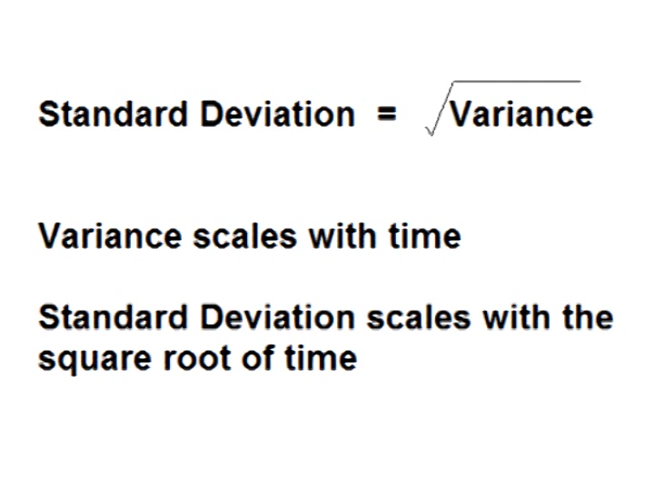 Standard Deviation = √Variance
Variance scales with time
Standard Deviation scales with the
square root of time